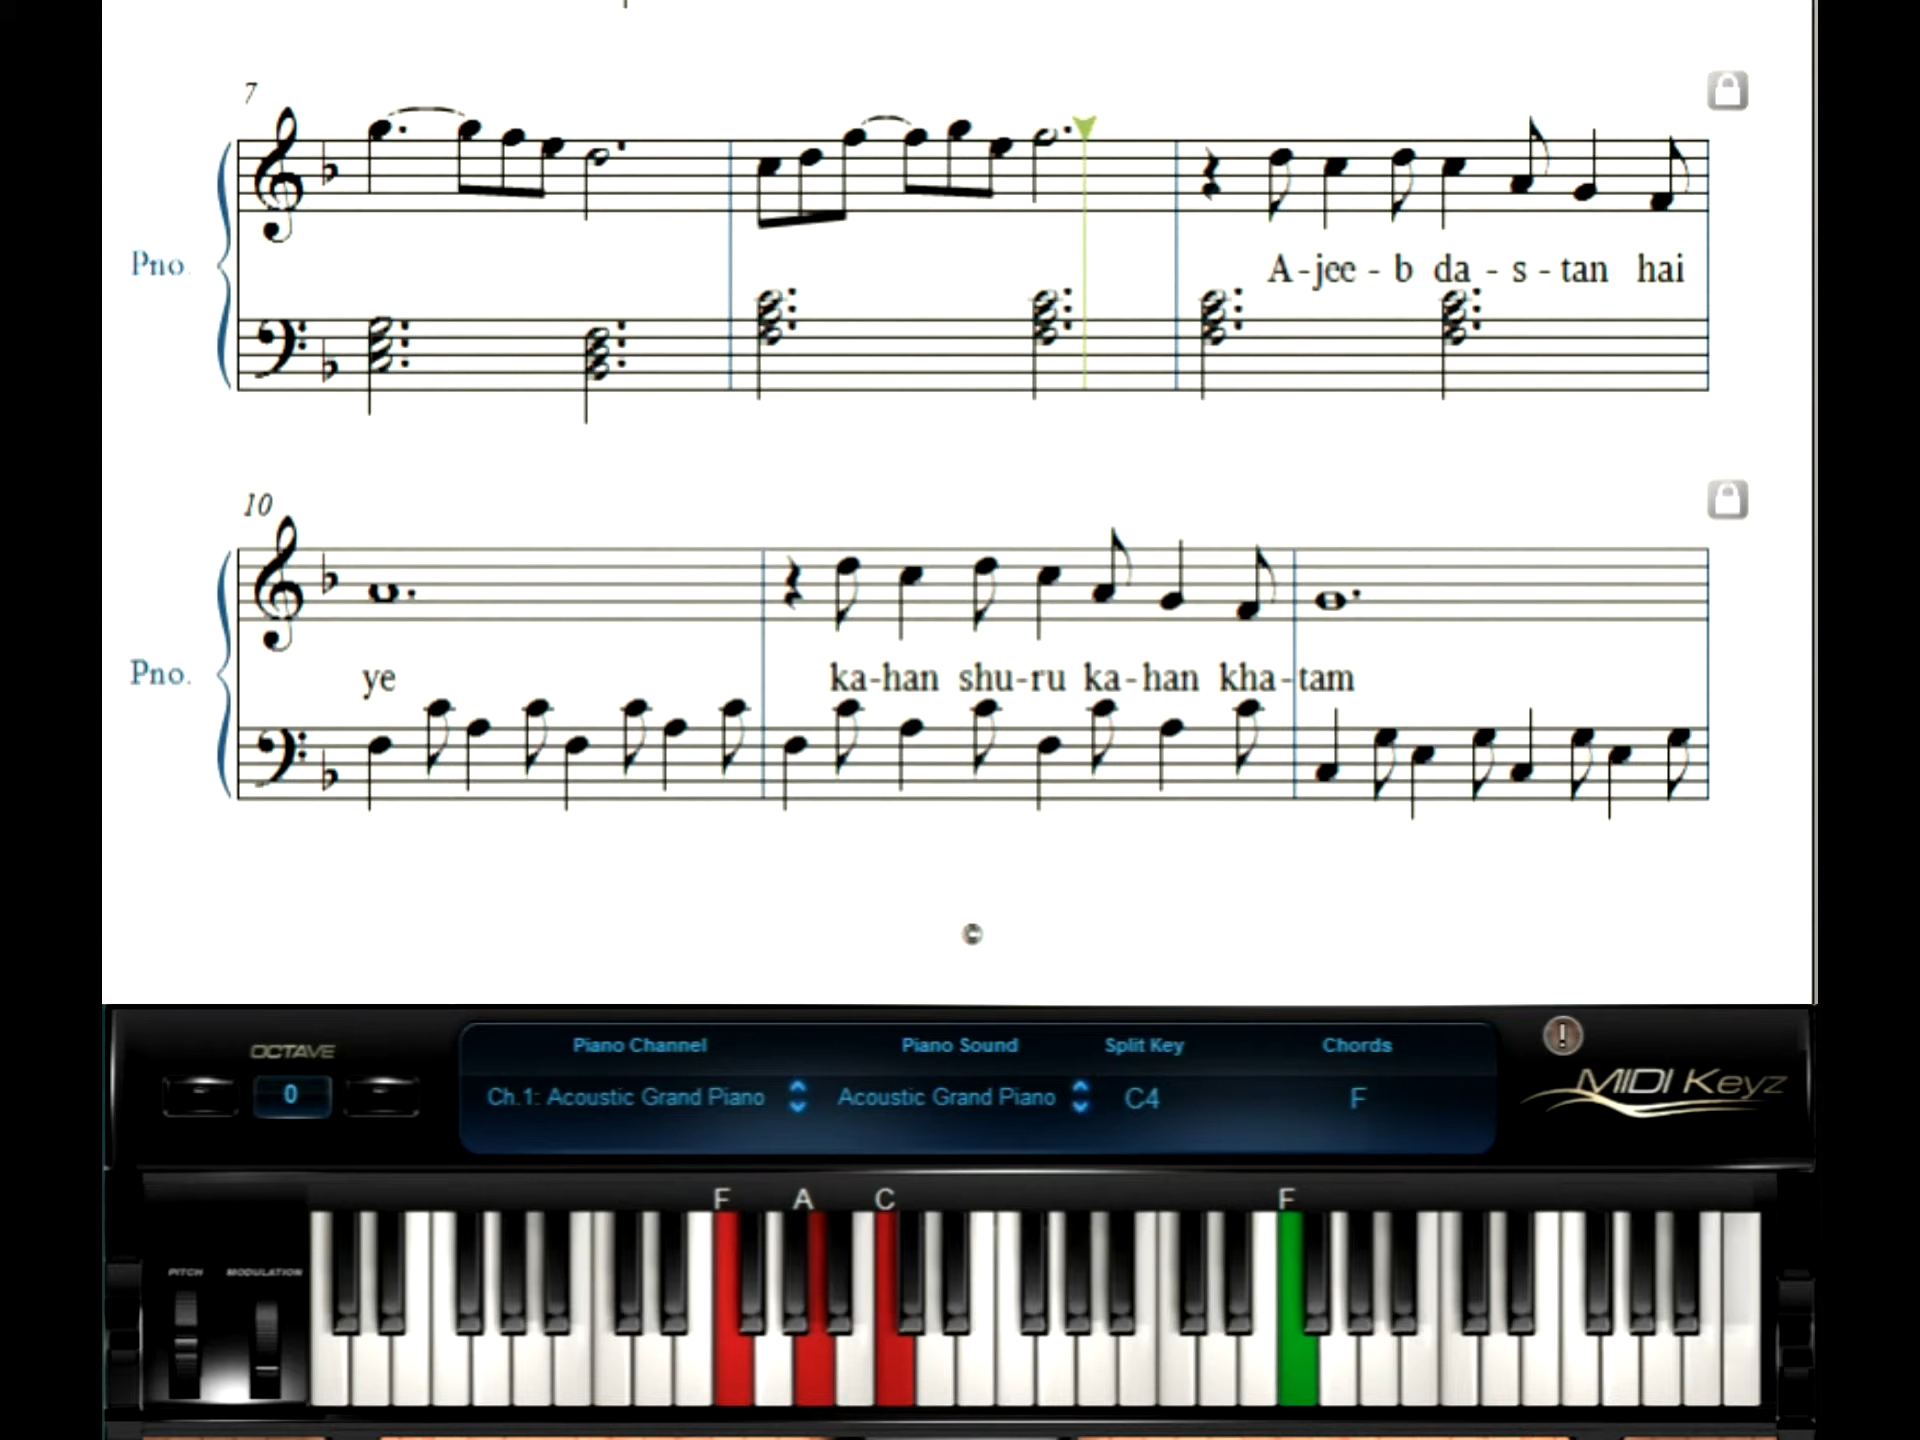 7
Pno.
A-jee - b da - s - tan hai
10
Pno.
ye ka-han shu-ru ka-han kha-tam
©
OCTAVE
0
Piano Channel Piano Sound Split Key Chords
Ch.1: Acoustic Grand Piano Acoustic Grand Piano C4 F
MIDI Keyz
F A C F
PITCH MODULATION